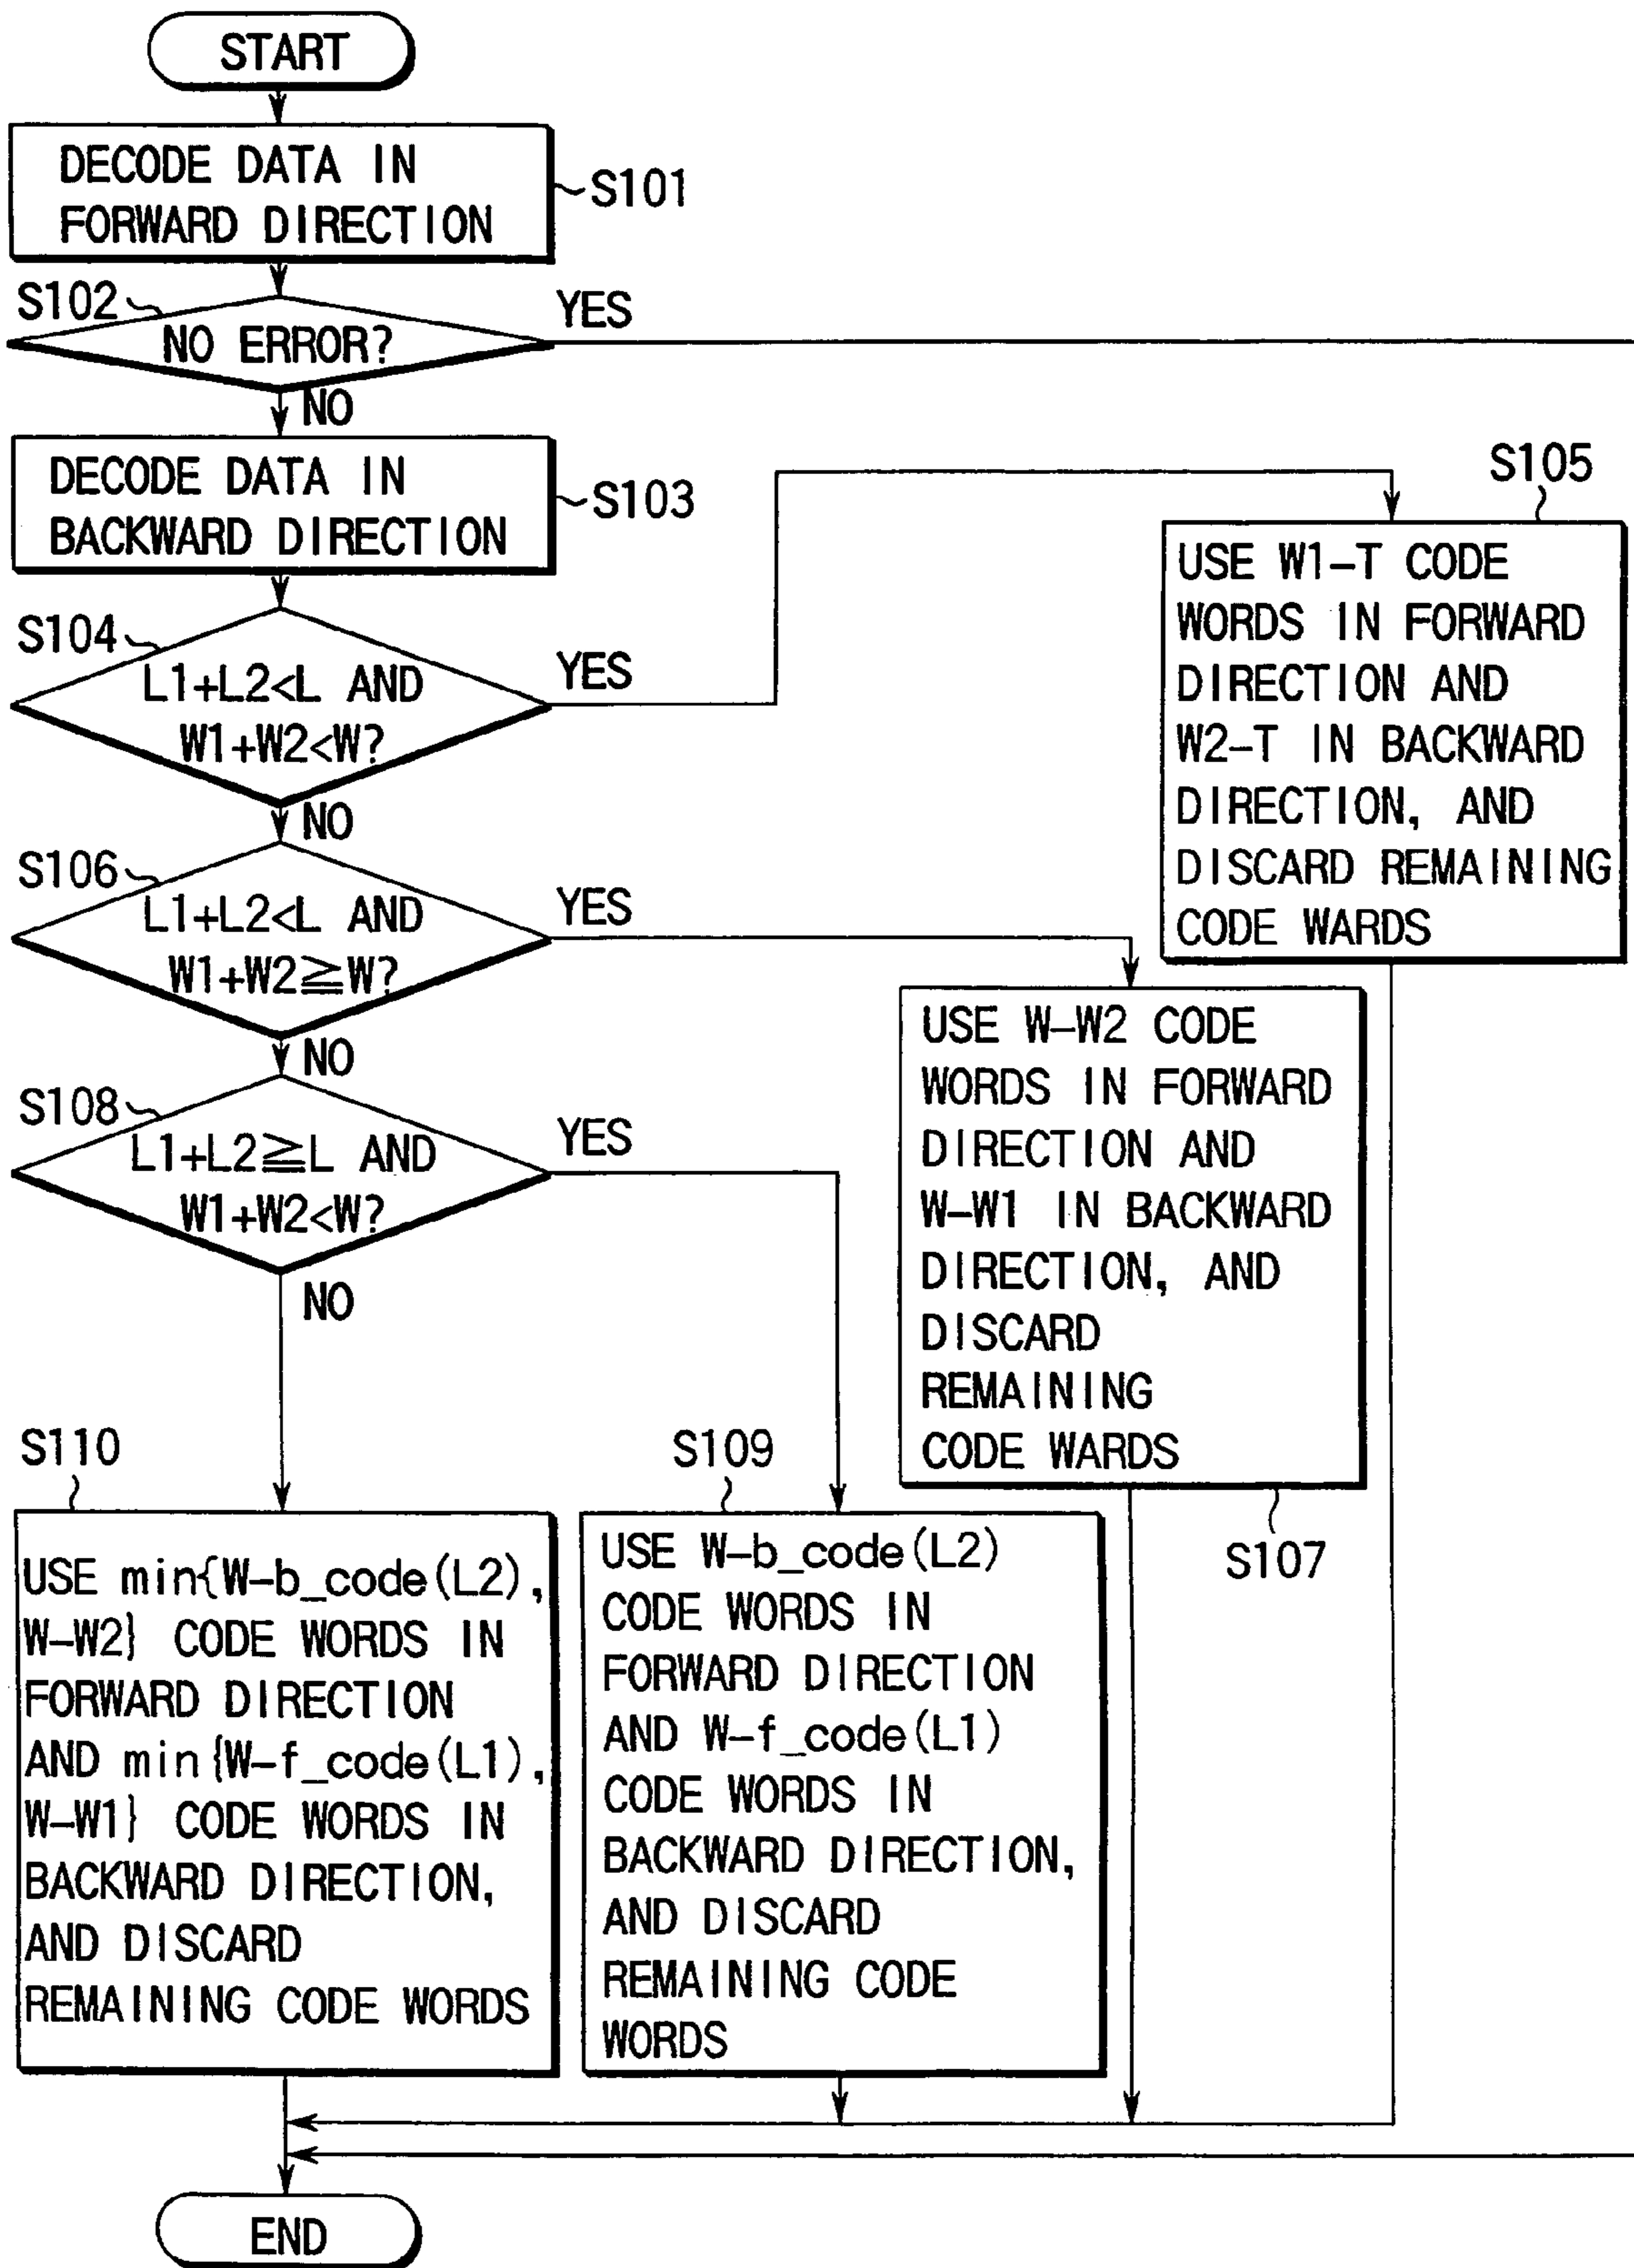 START
DECODE DATA IN
FORWARD DIRECTION
S101
S102
NO ERROR?
YES
NO
DECODE DATA IN
BACKWARD DIRECTION
S103
S104
L1+L2<L AND
W1+W2<W?
YES
NO
S105
USE W1-T CODE
WORDS IN FORWARD
DIRECTION AND
W2-T IN BACKWARD
DIRECTION, AND
DISCARD REMAINING
CODE WARDS
S106
L1+L2<L AND
W1+W2≧W?
YES
NO
USE W-W2 CODE
WORDS IN FORWARD
DIRECTION AND
W-W1 IN BACKWARD
DIRECTION, AND
DISCARD
REMAINING
CODE WARDS
S107
S108
L1+L2≧L AND
W1+W2<W?
YES
NO
S110
USE min{W-b_code(L2),
W-W2} CODE WORDS IN
FORWARD DIRECTION
AND min{W-f_code(L1),
W-W1} CODE WORDS IN
BACKWARD DIRECTION,
AND DISCARD
REMAINING CODE WORDS
S109
USE W-b_code(L2)
CODE WORDS IN
FORWARD DIRECTION
AND W-f_code(L1)
CODE WORDS IN
BACKWARD DIRECTION,
AND DISCARD
REMAINING CODE
WORDS
END